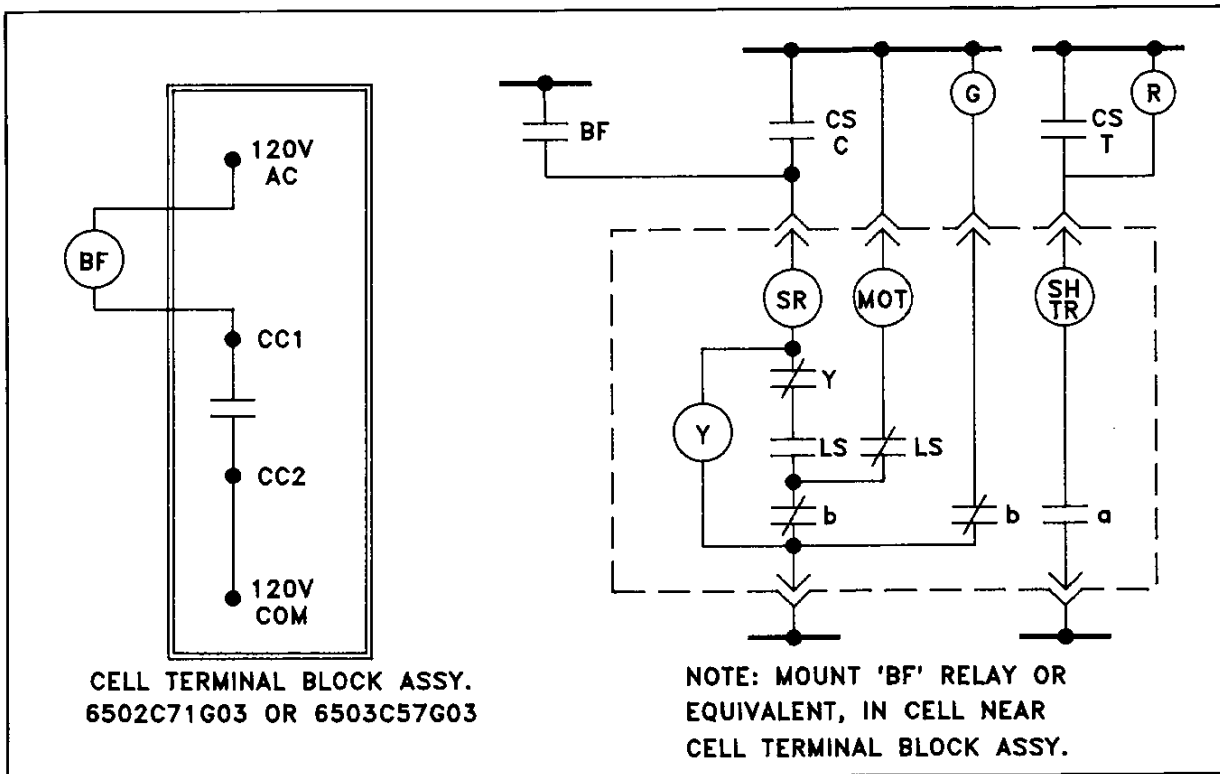 120V
AC
BF
CC1
CC2
120V
COM
CELL TERMINAL BLOCK ASSY.
6502C71G03 OR 6503C57G03
BF
CS
C
G
CS
T
R
SR
MOT
SH
TR
Y
Y
LS
LS
b
b
a
NOTE: MOUNT 'BF' RELAY OR
EQUIVALENT, IN CELL NEAR
CELL TERMINAL BLOCK ASSY.